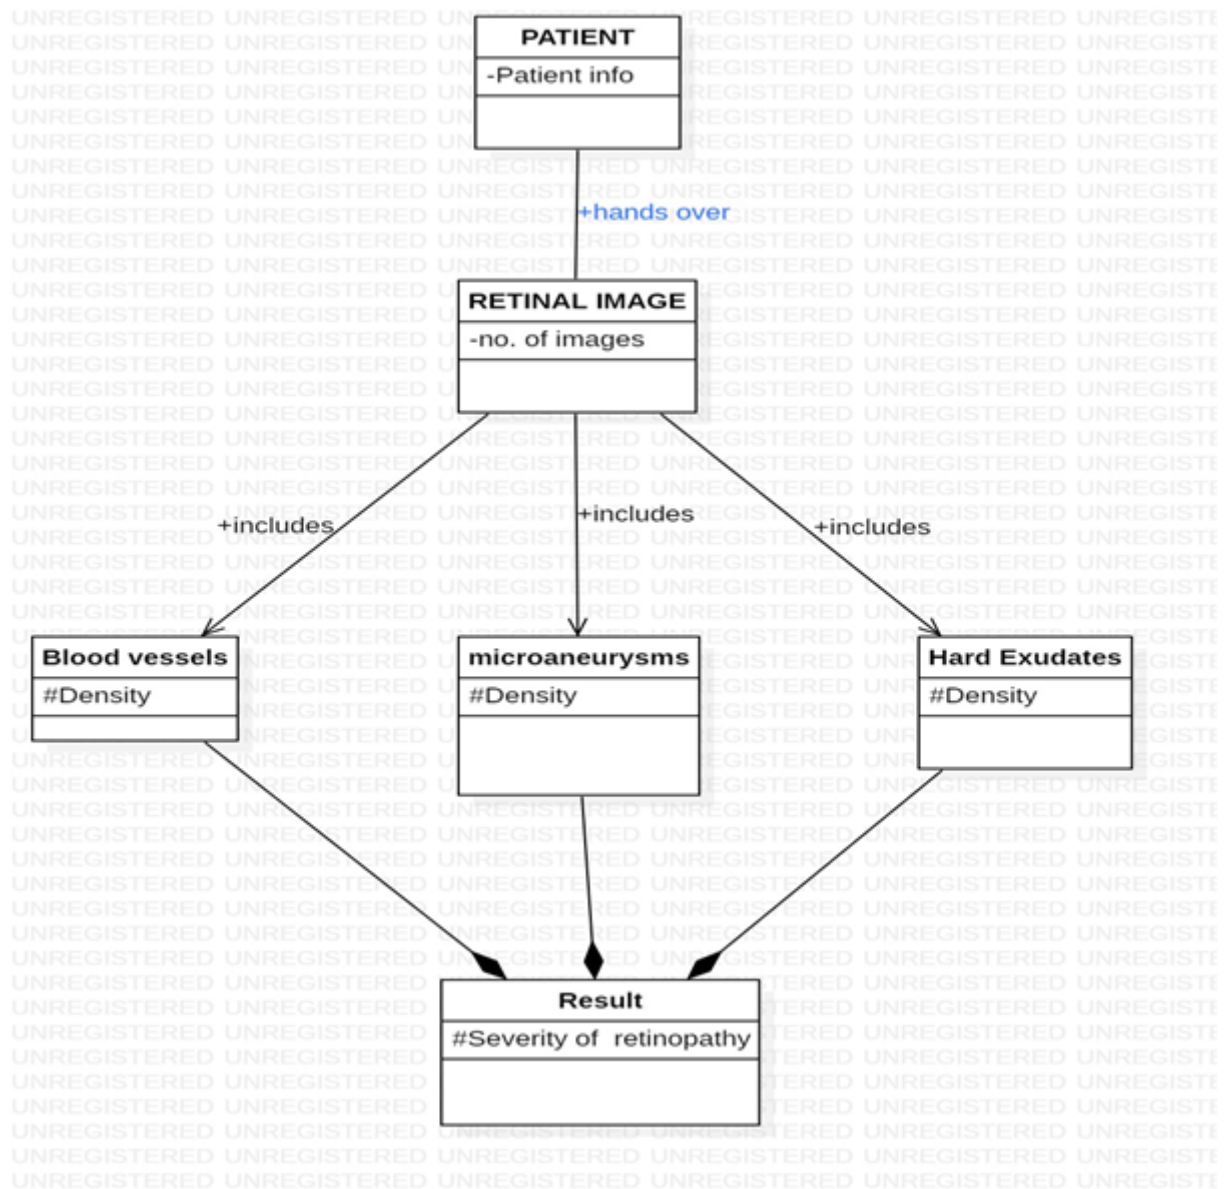 PATIENT
-Patient info
+hands over
RETINAL IMAGE
-no. of images
+includes
+includes
+includes
Blood vessels
#Density
microaneurysms
#Density
Hard Exudates
#Density
Result
#Severity of  retinopathy
UNREGISTERED